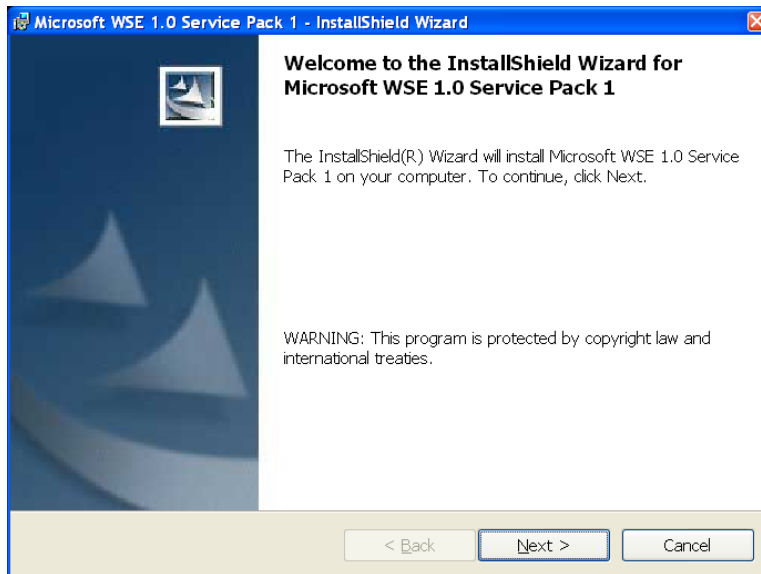 Microsoft WSE 1.0 Service Pack 1 - InstallShield Wizard
Welcome to the InstallShield Wizard for
Microsoft WSE 1.0 Service Pack 1
The InstallShield(R) Wizard will install Microsoft WSE 1.0 Service
Pack 1 on your computer. To continue, click Next.
WARNING: This program is protected by copyright law and
international treaties.
< Back Next > Cancel